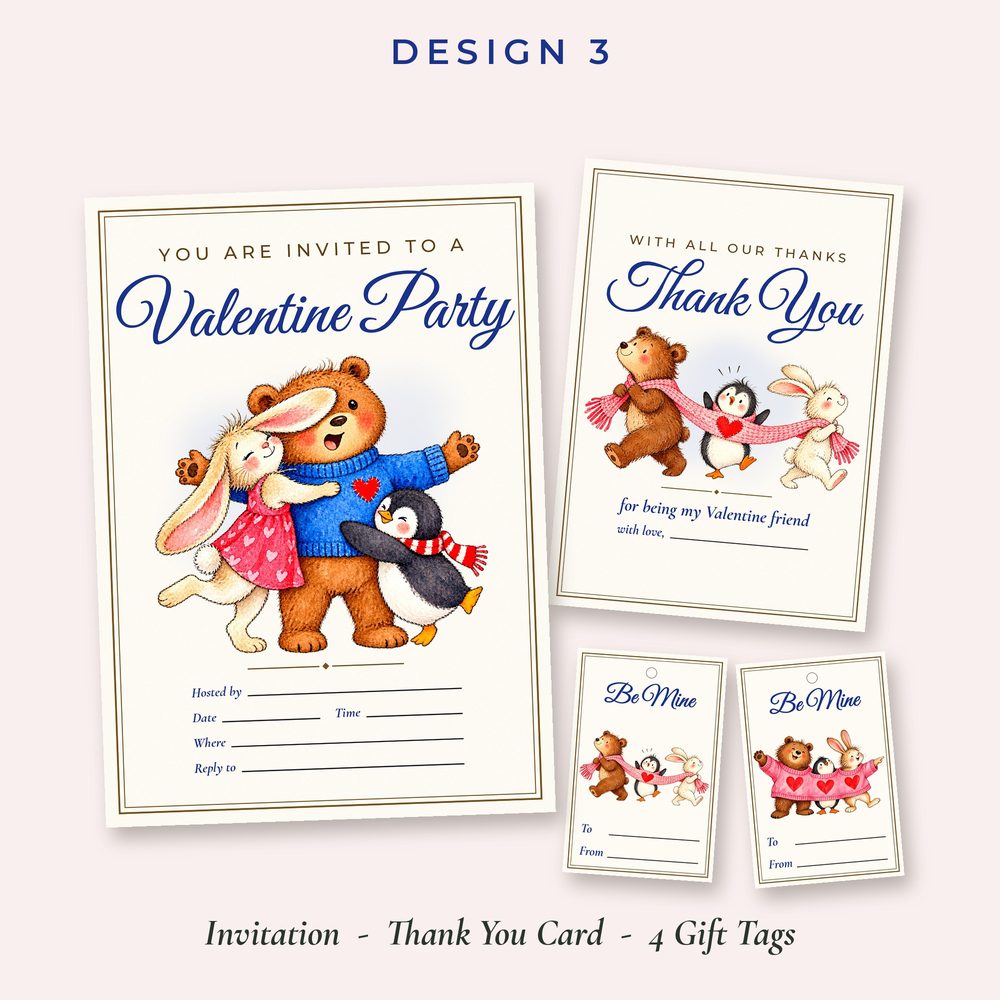 DESIGN 3
YOU ARE INVITED TO A
Valentine Party
Hosted by
Date Time
Where
Reply to
WITH ALL OUR THANKS
Thank You
for being my Valentine friend
with love,
Be Mine
To
From
Be Mine
To
From
Invitation - Thank You Card - 4 Gift Tags